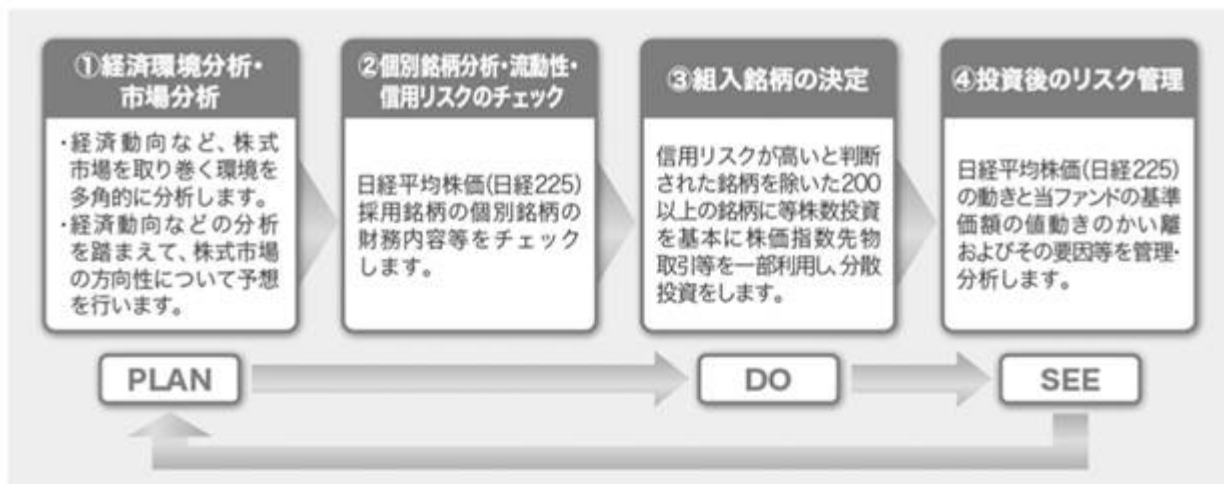 ①経済環境分析・
市場分析
・経済動向など、株式
市場を取り巻く環境を
多角的に分析します。
・経済動向などの分析
を踏まえて、株式市場
の方向性について予想
を行います。
②個別銘柄分析・流動性・
信用リスクのチェック
日経平均株価(日経225)
採用銘柄の個別銘柄の
財務内容等をチェック
します。
③組入銘柄の決定
信用リスクが高いと判断
された銘柄を除いた200
以上の銘柄に等株数投資
を基本に株価指数先物
取引等を一部利用し、分散
投資をします。
④投資後のリスク管理
日経平均株価(日経225)
の動きと当ファンドの基準
価額の値動きのかい離
およびその要因等を管理・
分析します。
PLAN
DO
SEE